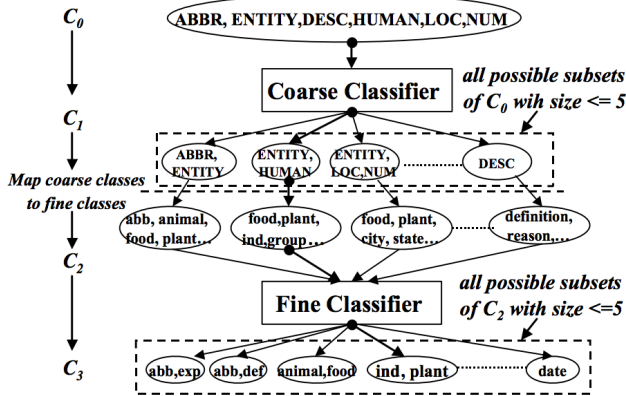 C0
ABBR, ENTITY,DESC,HUMAN,LOC,NUM
Coarse Classifier
all possible subsets
of C0 wih size <= 5
C1
ABBR,
ENTITY
ENTITY,
HUMAN
ENTITY,
LOC,NUM
DESC
Map coarse classes
to fine classes
abb, animal,
food, plant...
food,plant,
ind,group...
food, plant,
city, state...
definition,
reason,...
C2
Fine Classifier
all possible subsets
of C2 with size <=5
C3
abb,exp
abb,def
animal,food
ind, plant
date